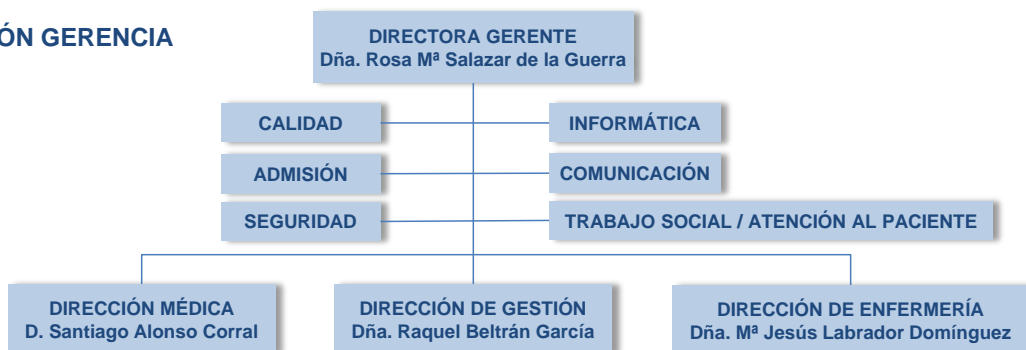 ÓN GERENCIA
DIRECTORA GERENTE
Dña. Rosa Mª Salazar de la Guerra
CALIDAD
INFORMÁTICA
ADMISIÓN
COMUNICACIÓN
SEGURIDAD
TRABAJO SOCIAL / ATENCIÓN AL PACIENTE
DIRECCIÓN MÉDICA
D. Santiago Alonso Corral
DIRECCIÓN DE GESTIÓN
Dña. Raquel Beltrán García
DIRECCIÓN DE ENFERMERÍA
Dña. Mª Jesús Labrador Domínguez